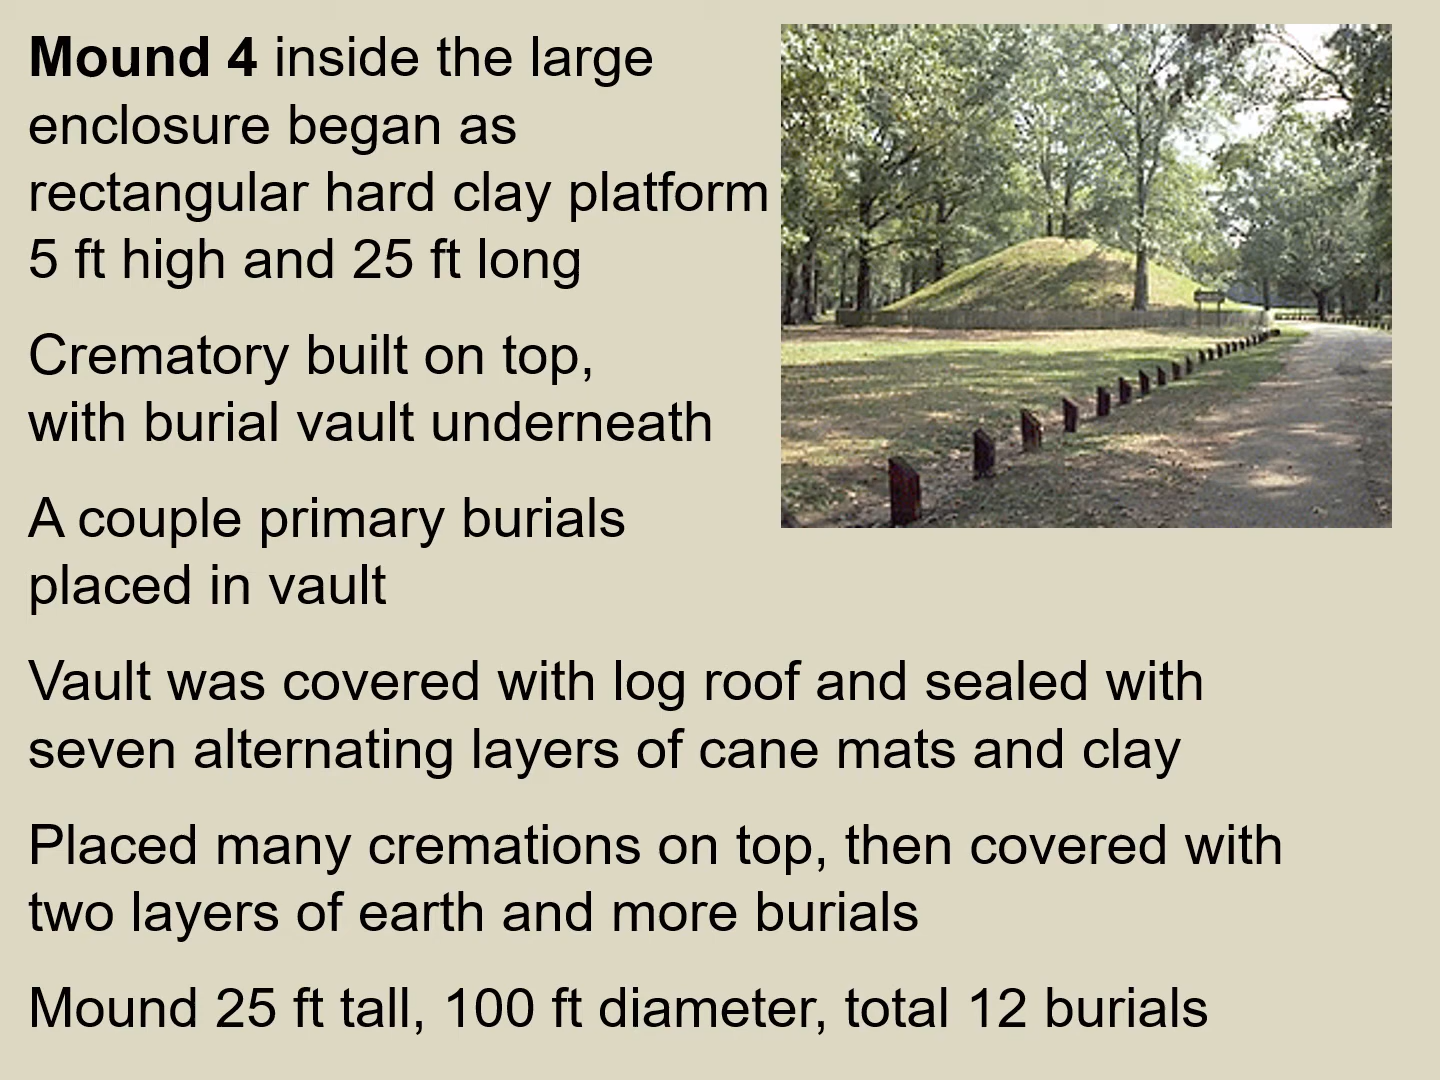 Mound 4 inside the large
enclosure began as
rectangular hard clay platform
5 ft high and 25 ft long
Crematory built on top,
with burial vault underneath
A couple primary burials
placed in vault
Vault was covered with log roof and sealed with
seven alternating layers of cane mats and clay
Placed many cremations on top, then covered with
two layers of earth and more burials
Mound 25 ft tall, 100 ft diameter, total 12 burials